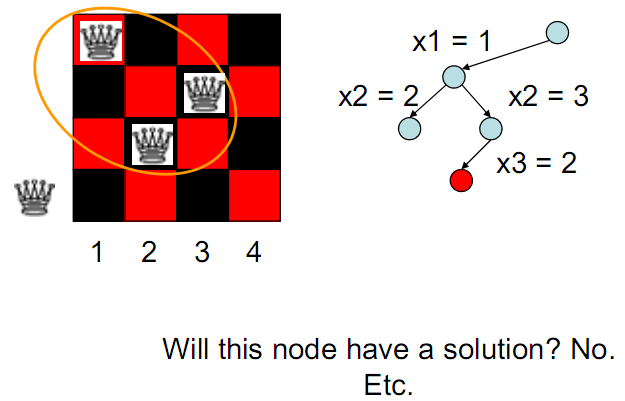 x1 = 1
x2 = 2
x2 = 3
x3 = 2
1 2 3 4
Will this node have a solution? No.
Etc.